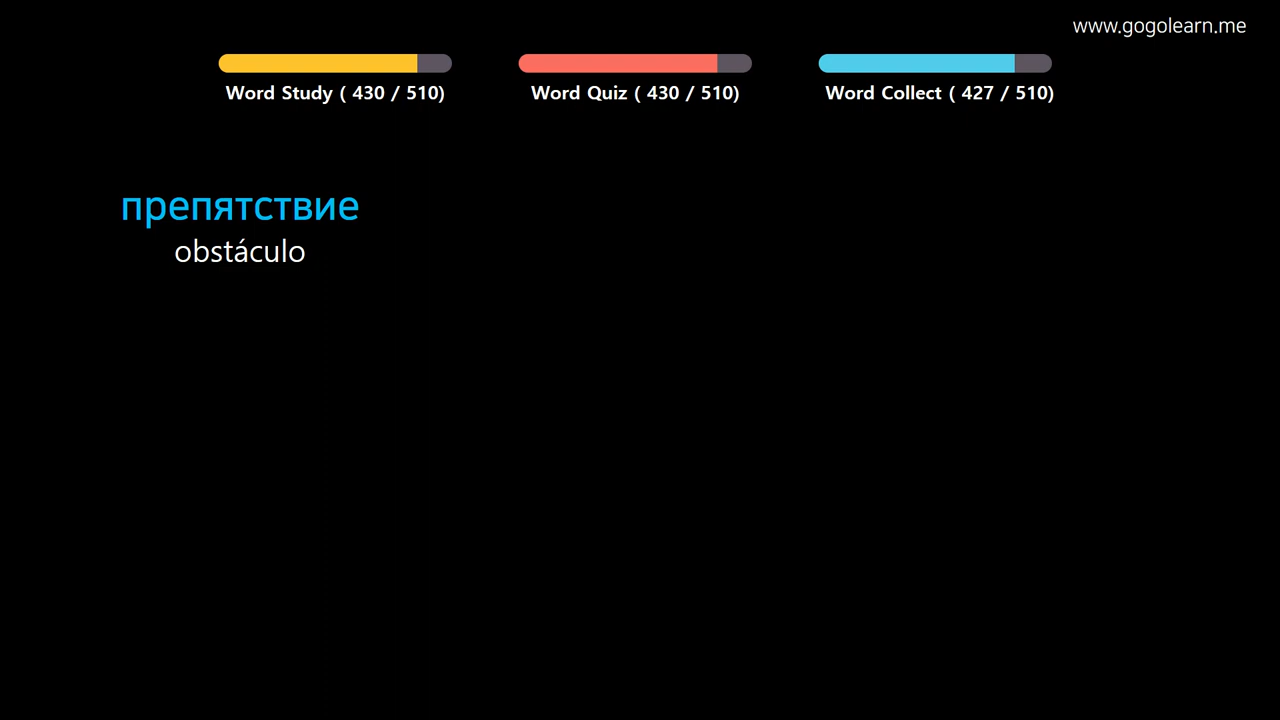 www.gogolearn.me
Word Study ( 430 / 510)
Word Quiz ( 430 / 510)
Word Collect ( 427 / 510)
препятствие
obstáculo